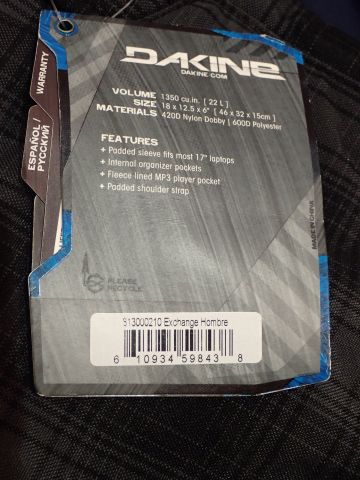 DAKINE
DAKINE.COM
VOLUME 1350 cu.in. [ 22 L ]
SIZE 18 x 12.5 x 6" [ 46 x 32 x 15cm ]
MATERIALS 420D Nylon Dobby | 600D Polyester
FEATURES
+ Padded sleeve fits most 17" laptops
+ Internal organizer pockets
+ Fleece-lined MP3 player pocket
+ Padded shoulder strap
WARRANTY
ESPAÑOL /
РУССКИЙ
MADE IN CHINA
PLEASE
RECYCLE
813000210 Exchange Hombre
6 10934 59843 8